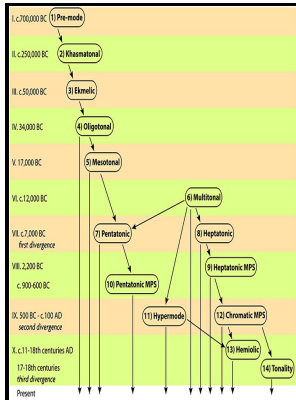 I. c.700,000 BC 1) Pre-mode
II. c.250,000 BC 2) Khasmatonal
III. c.50,000 BC 3) Ekmelic
IV. 34,000 BC 4) Oligotonal
V. 17,000 BC 5) Mesotonal
VI. c.12,000 BC 6) Multitonal
VII. c.7,000 BC 7) Pentatonic 8) Heptatonic
first divergence
VIII. 2,200 BC 9) Heptatonic MPS
c. 900-600 BC 10) Pentatonic MPS
IX. 500 BC - c100 AD 11) Hypermode 12) Chromatic MPS
second divergence
X. c.11-18th centuries AD 13) Hemiolic
17-18th centuries 14) Tonality
third divergence
Present